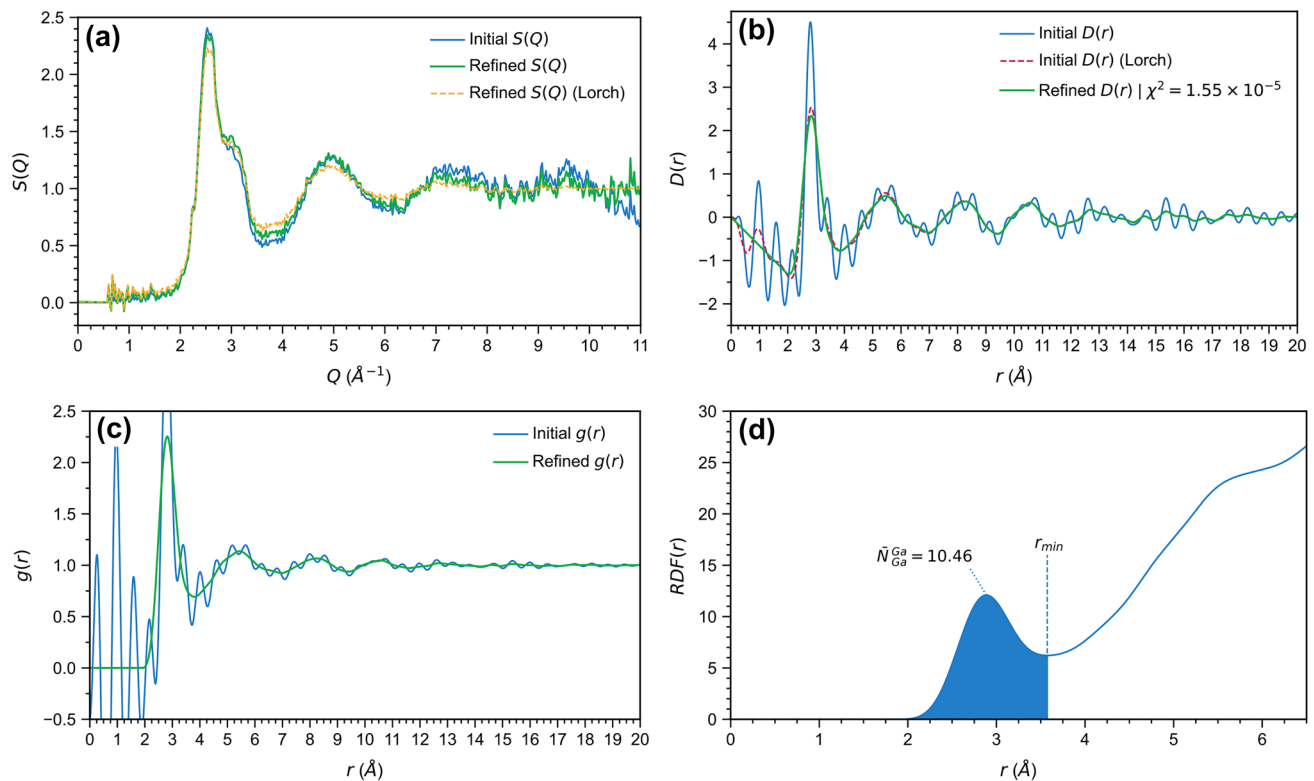 (a)
Initial S(Q)
Refined S(Q)
Refined S(Q) (Lorch)
S(Q)
2.5
2.0
1.5
1.0
0.5
0.0
0 1 2 3 4 5 6 7 8 9 10 11
Q (Å⁻¹)
(b)
Initial D(r)
Initial D(r) (Lorch)
Refined D(r) | χ² = 1.55 × 10⁻⁵
D(r)
4
3
2
1
0
−1
−2
0 1 2 3 4 5 6 7 8 9 10 11 12 13 14 15 16 17 18 19 20
r (Å)
(c)
Initial g(r)
Refined g(r)
g(r)
2.5
2.0
1.5
1.0
0.5
0.0
−0.5
0 1 2 3 4 5 6 7 8 9 10 11 12 13 14 15 16 17 18 19 20
r (Å)
(d)
N̄ᴳᵃGa = 10.46
rmin
RDF(r)
30
25
20
15
10
5
0
0 1 2 3 4 5 6
r (Å)